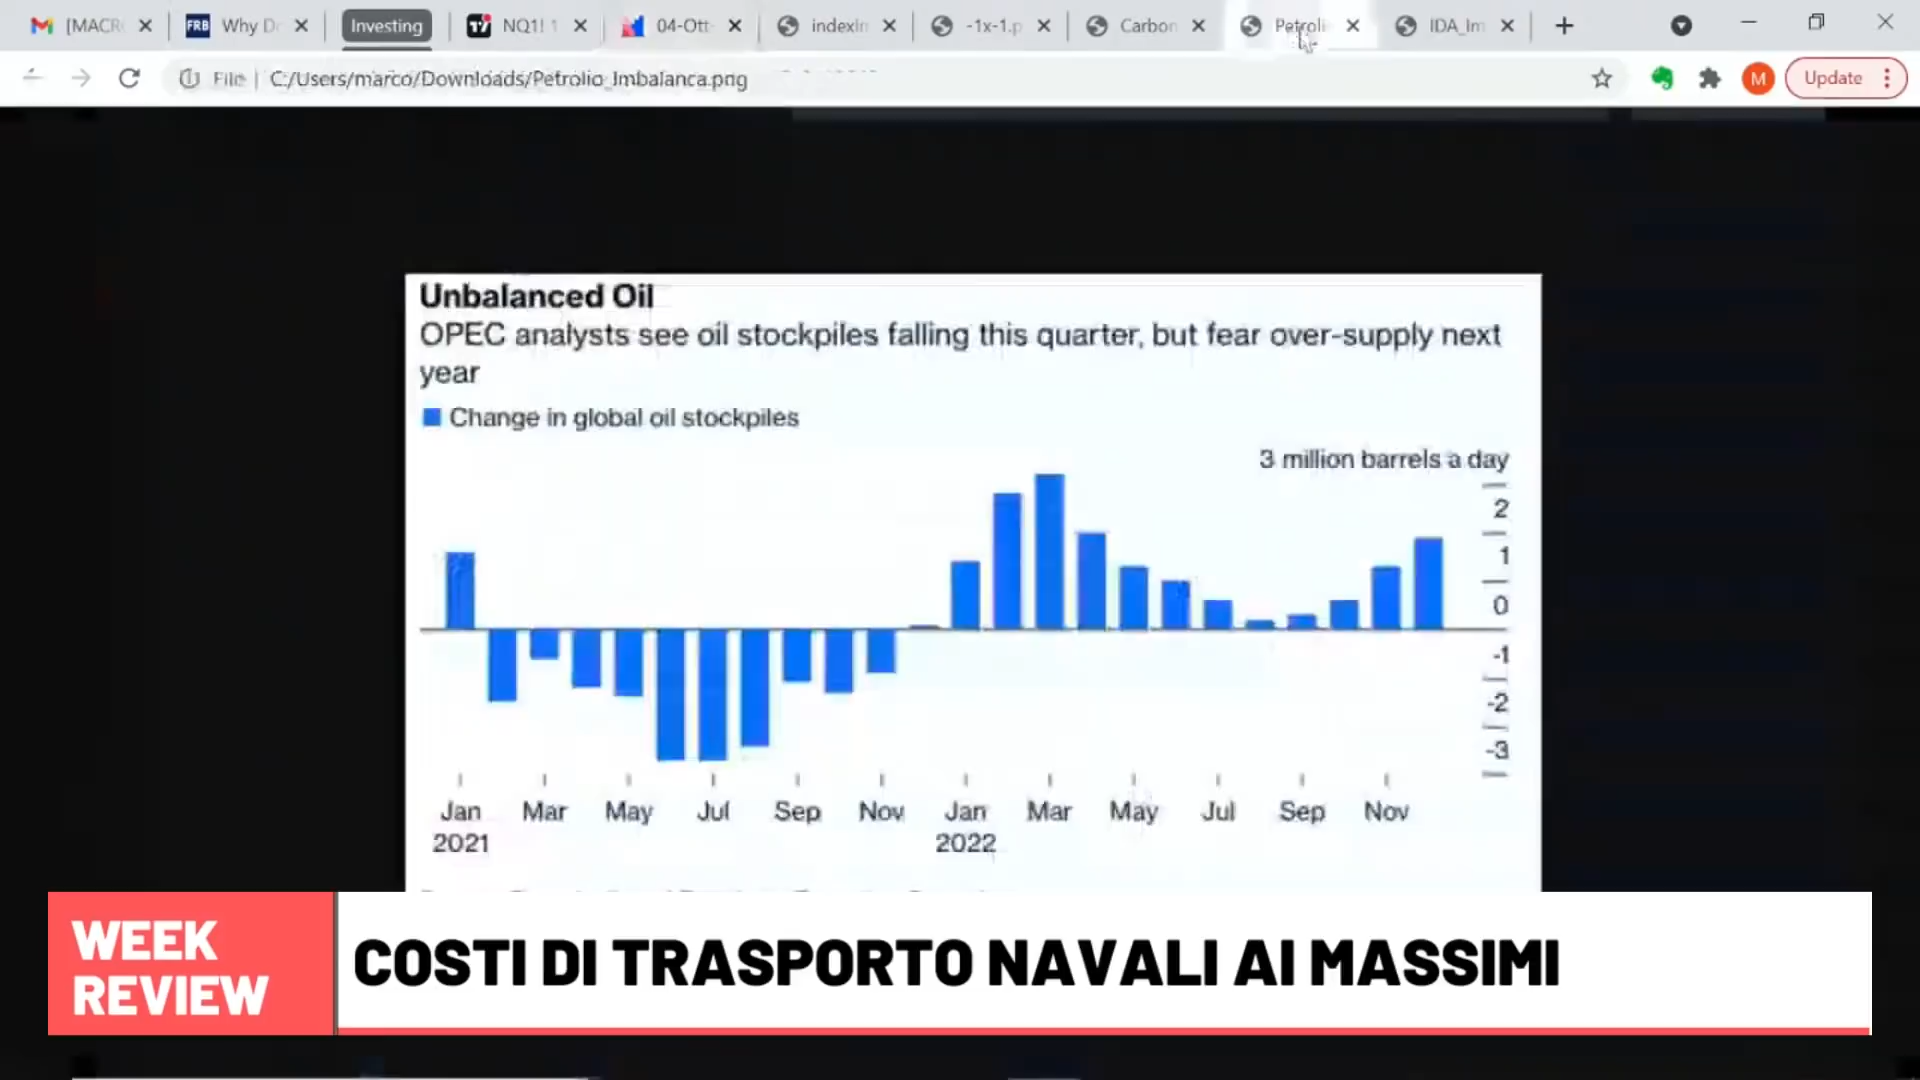 [MACR
Why D
Investing
NQ1! 1
04-Ott
indexIn
-1x-1.p
Carbon
Petroli
IDA_Im
File
C:/Users/marco/Downloads/Petrolio_Imbalanca.png
M
Update
Unbalanced Oil
OPEC analysts see oil stockpiles falling this quarter, but fear over-supply next
year
Change in global oil stockpiles
3 million barrels a day
2
1
0
-1
-2
-3
Jan Mar May Jul Sep Nov Jan Mar May Jul Sep Nov
2021 2022
WEEK
REVIEW
COSTI DI TRASPORTO NAVALI AI MASSIMI